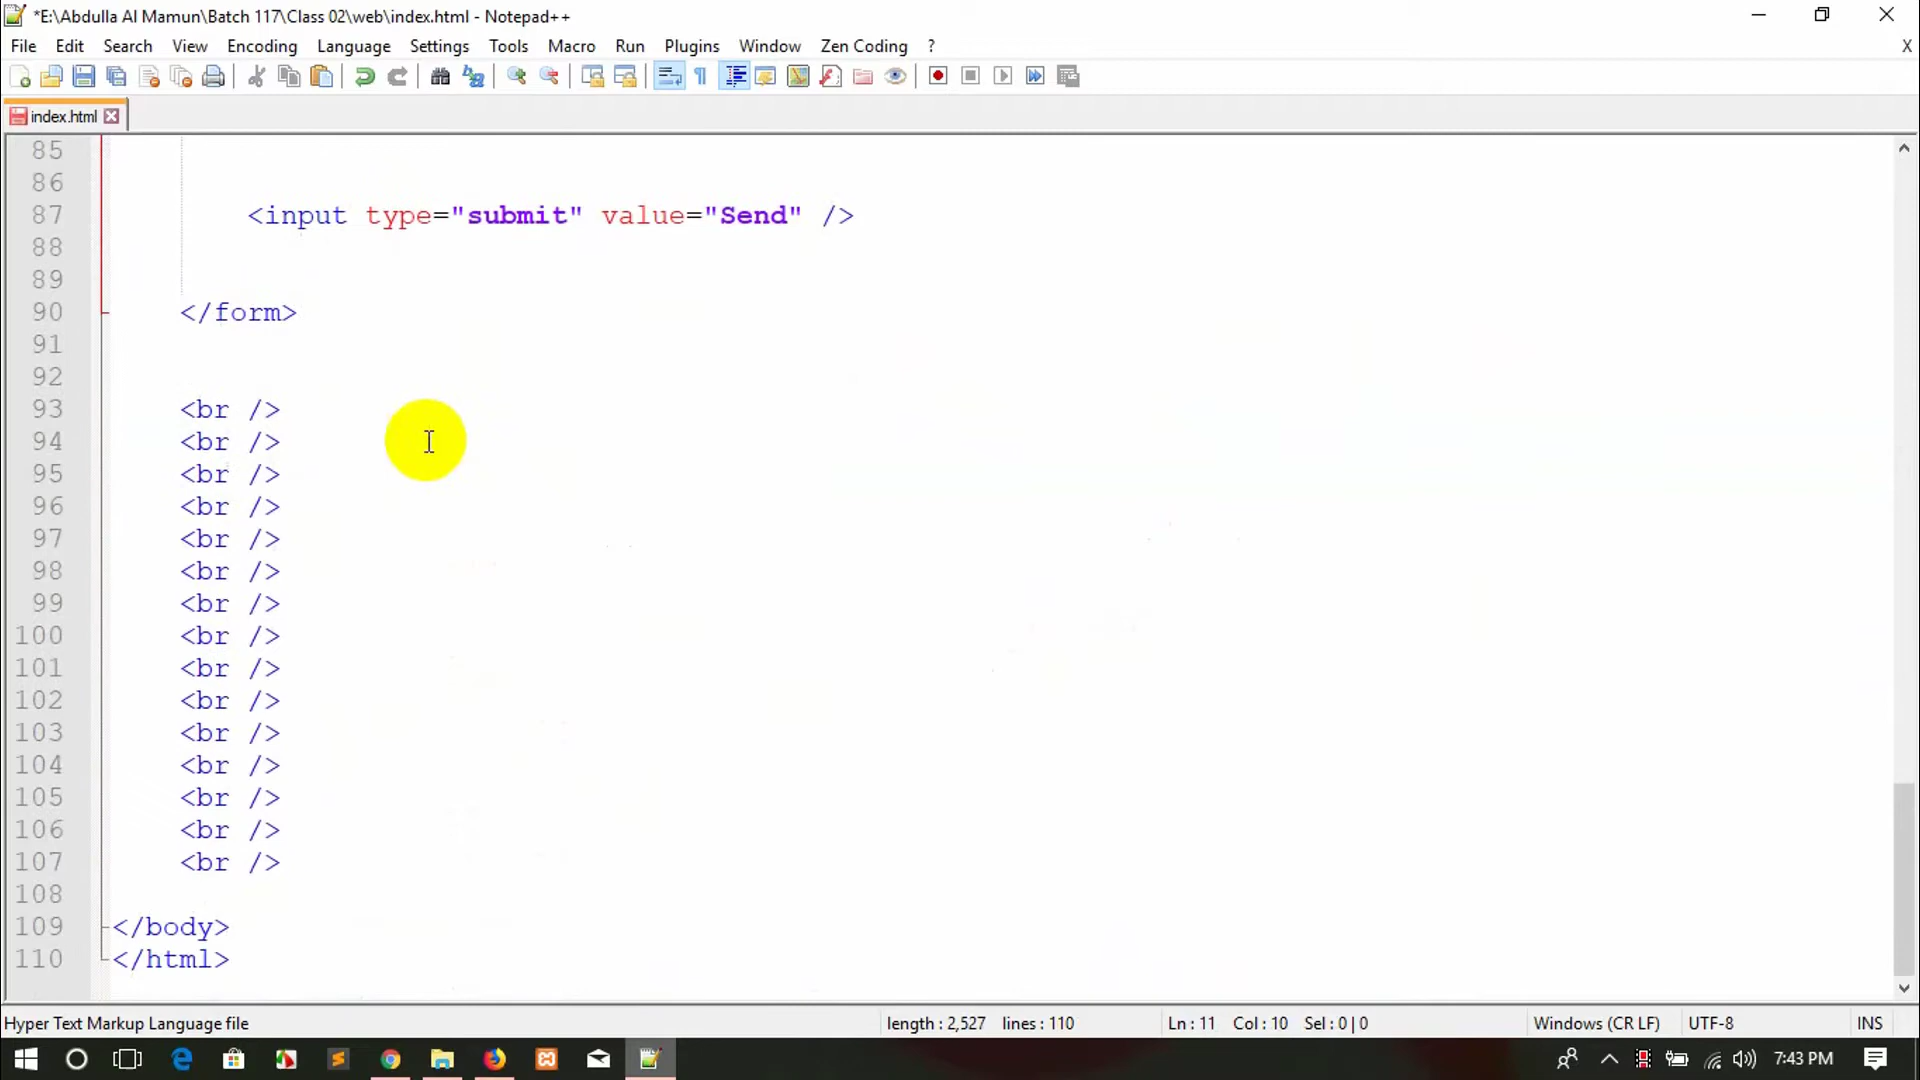 *E:\Abdulla Al Mamun\Batch 117\Class 02\web\index.html - Notepad++
File Edit Search View Encoding Language Settings Tools Macro Run Plugins Window Zen Coding ? X
index.html
85
86
87 <input type="submit" value="Send" />
88
89
90 </form>
91
92
93 <br />
94 <br />
95 <br />
96 <br />
97 <br />
98 <br />
99 <br />
100 <br />
101 <br />
102 <br />
103 <br />
104 <br />
105 <br />
106 <br />
107 <br />
108
109 </body>
110 </html>
Hyper Text Markup Language file length : 2,527 lines : 110 Ln : 11 Col : 10 Sel : 0 | 0 Windows (CR LF) UTF-8 INS
7:43 PM